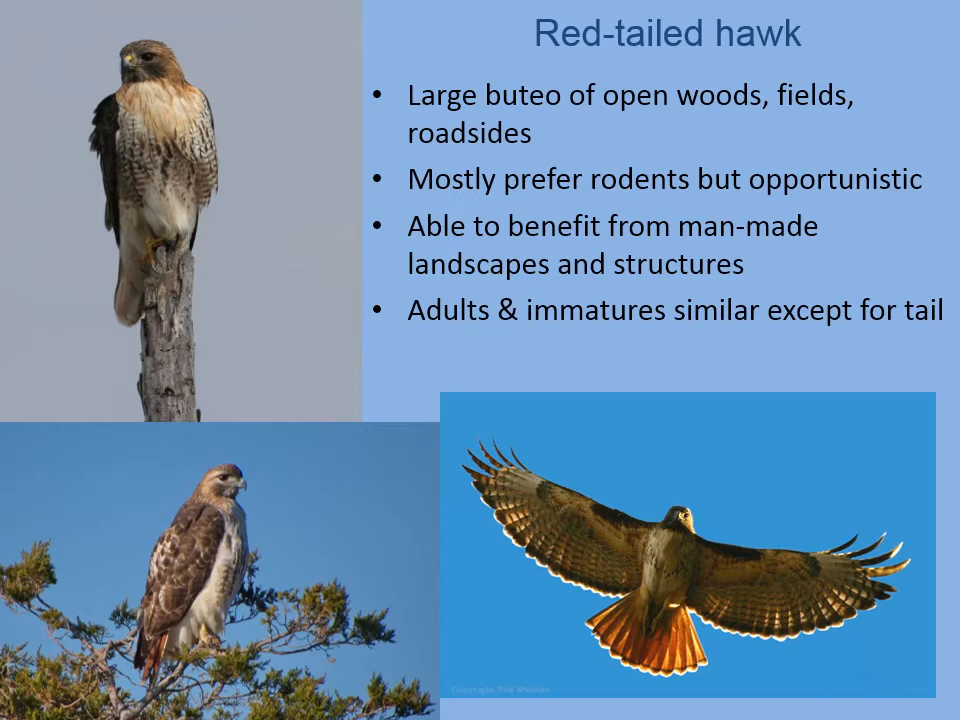 Red-tailed hawk
• Large buteo of open woods, fields,
roadsides
• Mostly prefer rodents but opportunistic
• Able to benefit from man-made
landscapes and structures
• Adults & immatures similar except for tail